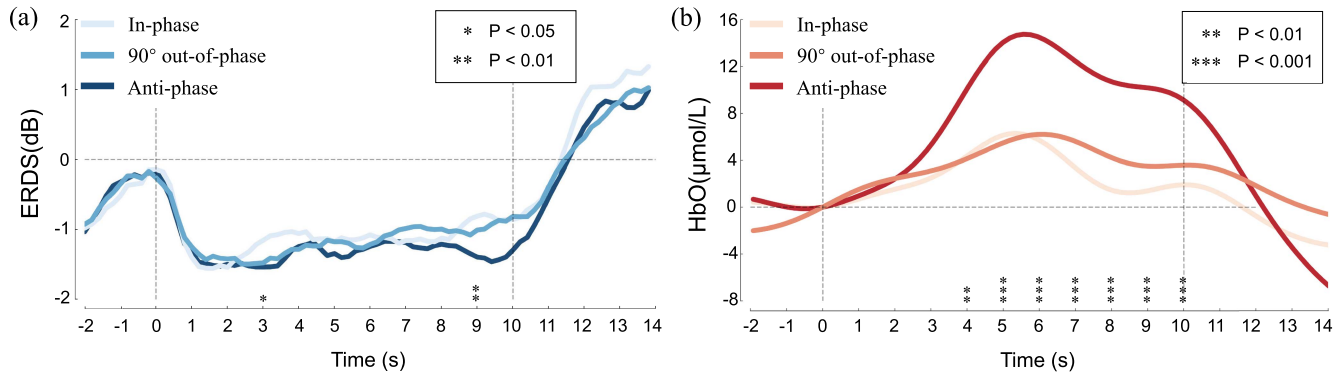 (a)
In-phase
90° out-of-phase
Anti-phase
* P < 0.05
** P < 0.01
ERDS(dB)
2
1
0
-1
-2
*
**
-2 -1 0 1 2 3 4 5 6 7 8 9 10 11 12 13 14
Time (s)
(b)
In-phase
90° out-of-phase
Anti-phase
** P < 0.01
*** P < 0.001
HbO(μmol/L)
16
12
8
4
0
-4
-8
** *** *** *** *** *** ***
-2 -1 0 1 2 3 4 5 6 7 8 9 10 11 12 13 14
Time (s)